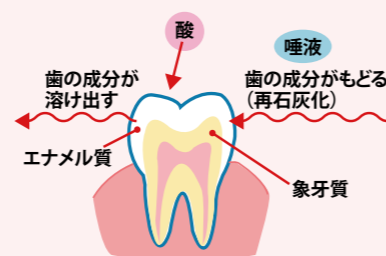 酸
唾液
歯の成分が
溶け出す
歯の成分がもどる
（再石灰化）
エナメル質
象牙質